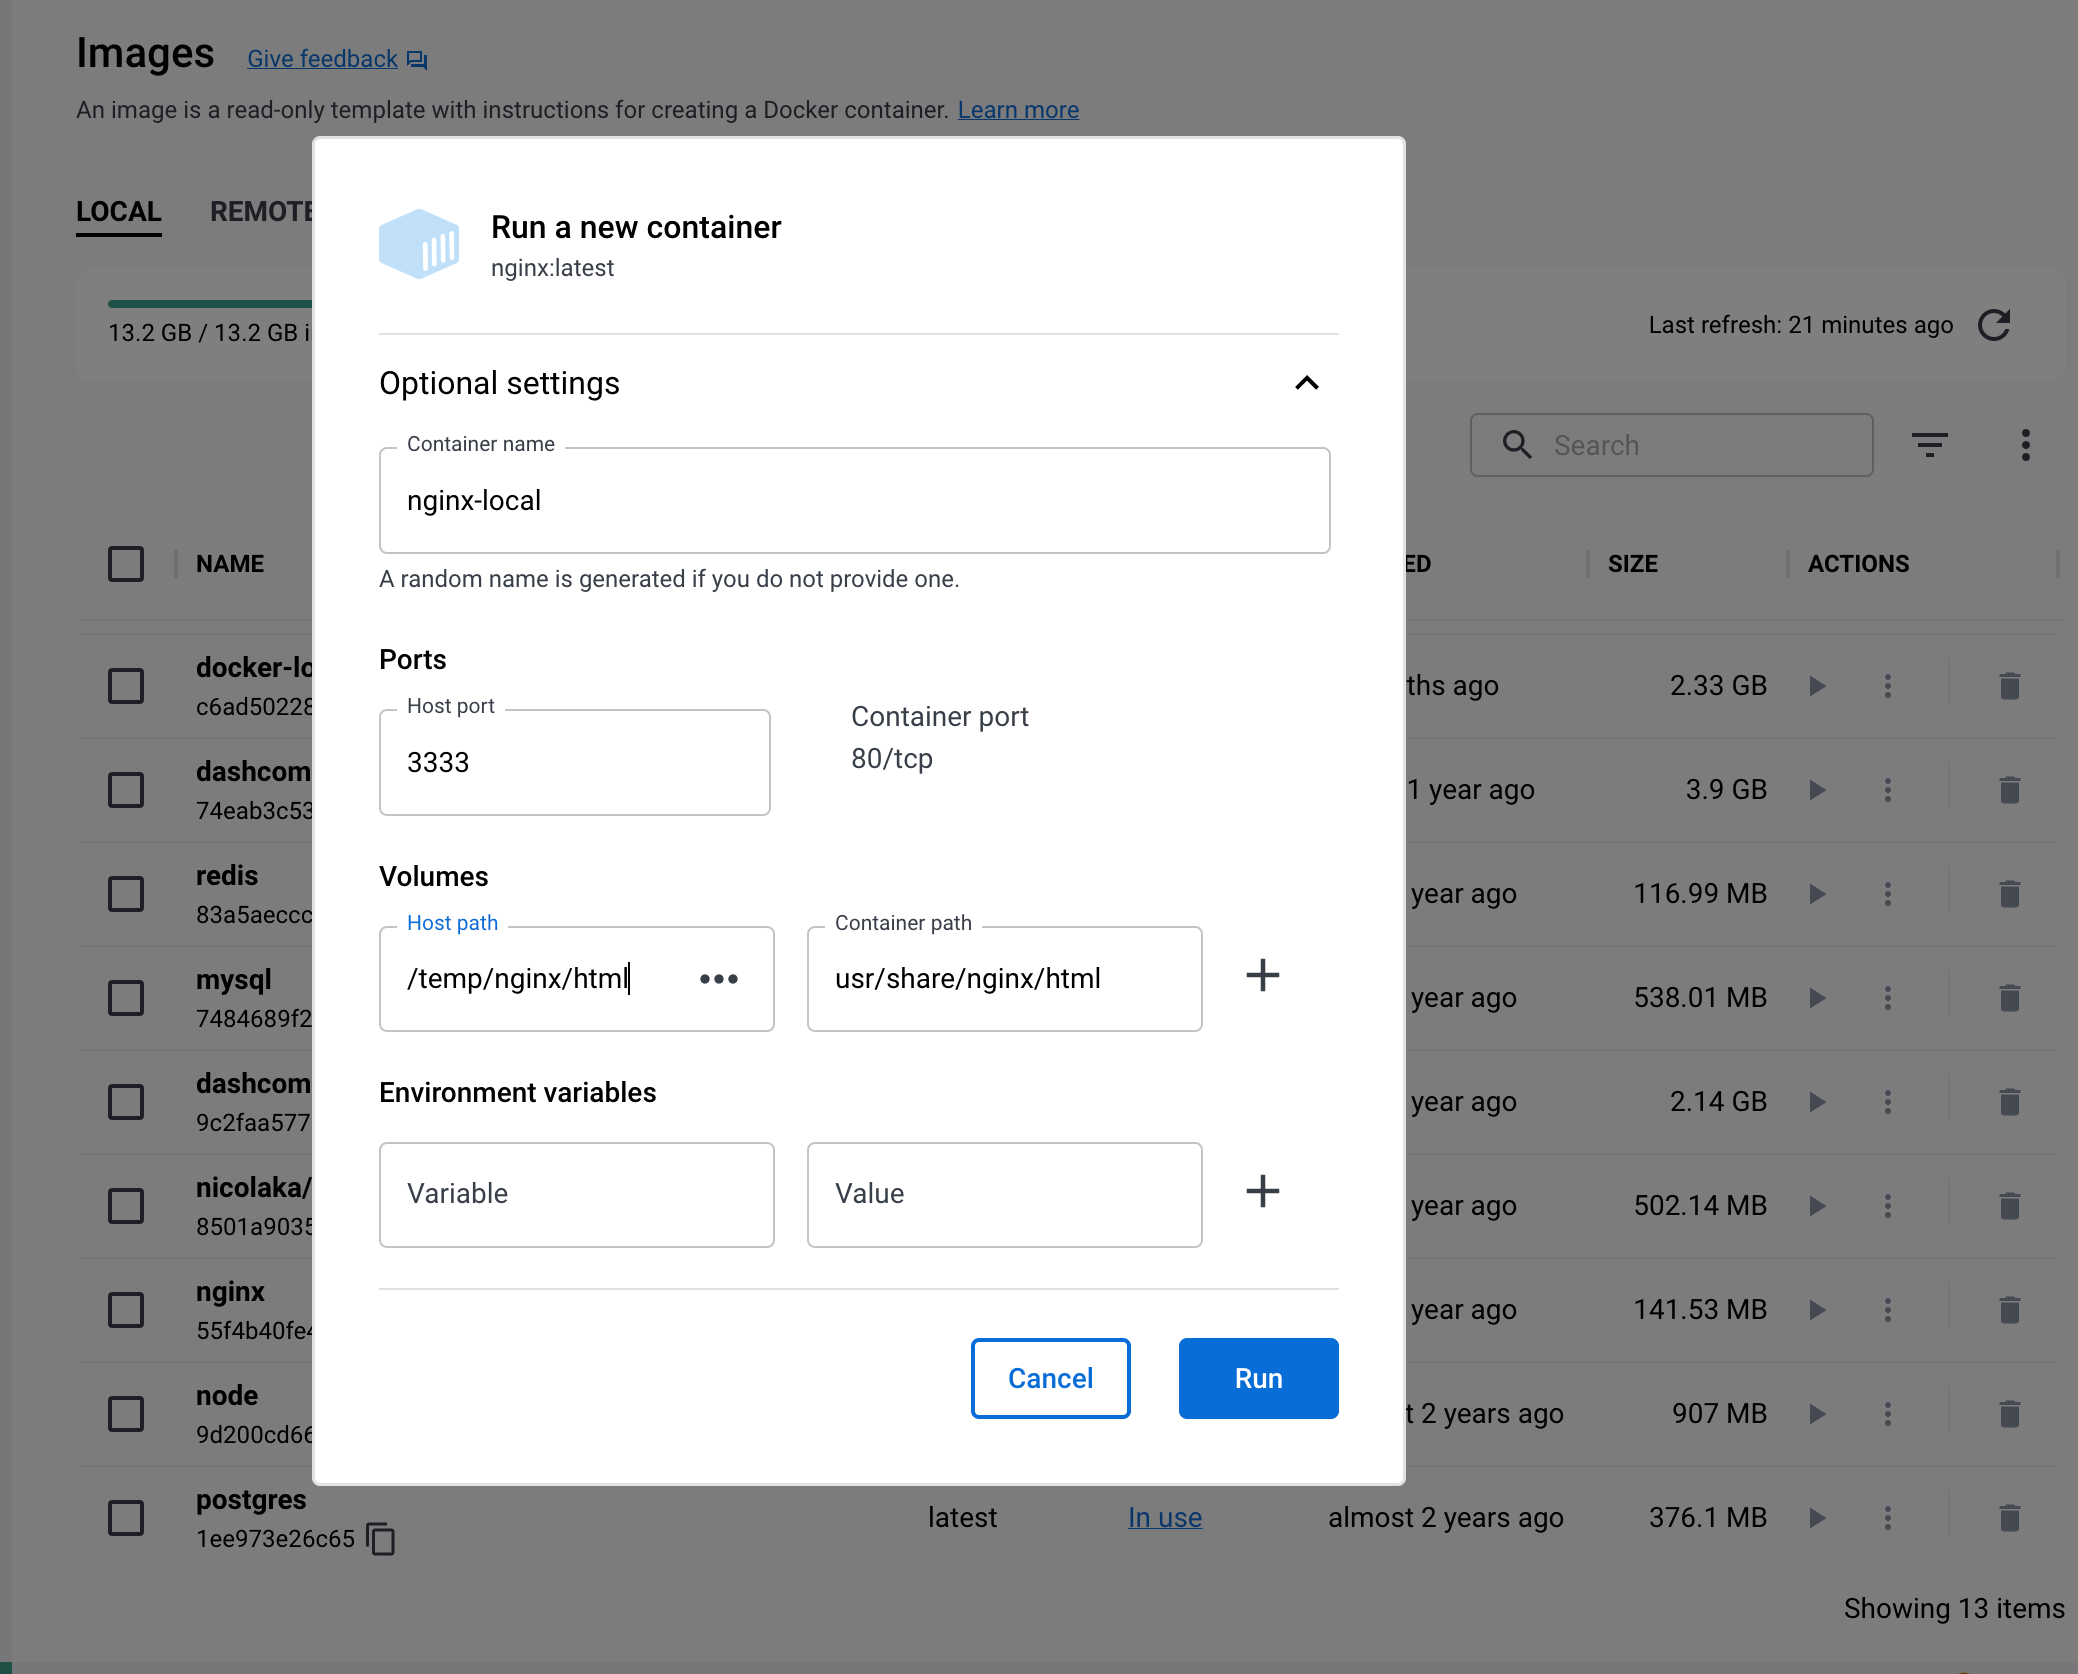 Images Give feedback
An image is a read-only template with instructions for creating a Docker container. Learn more
LOCAL REMOTE
13.2 GB / 13.2 GB
Last refresh: 21 minutes ago
Run a new container
nginx:latest
Optional settings
Container name
nginx-local
A random name is generated if you do not provide one.
Ports
Host port
3333
Container port
80/tcp
Volumes
Host path
/temp/nginx/html
Container path
usr/share/nginx/html
Environment variables
Variable
Value
Cancel
Run
Search
NAME ED SIZE ACTIONS
docker-lo
c6ad50228
ths ago 2.33 GB
dashcom
74eab3c53
1 year ago 3.9 GB
redis
83a5aeccc
year ago 116.99 MB
mysql
7484689f2
year ago 538.01 MB
dashcom
9c2faa577
year ago 2.14 GB
nicolaka/
8501a9035
year ago 502.14 MB
nginx
55f4b40fe4
year ago 141.53 MB
node
9d200cd66
t 2 years ago 907 MB
postgres
1ee973e26c65
latest In use almost 2 years ago 376.1 MB
Showing 13 items